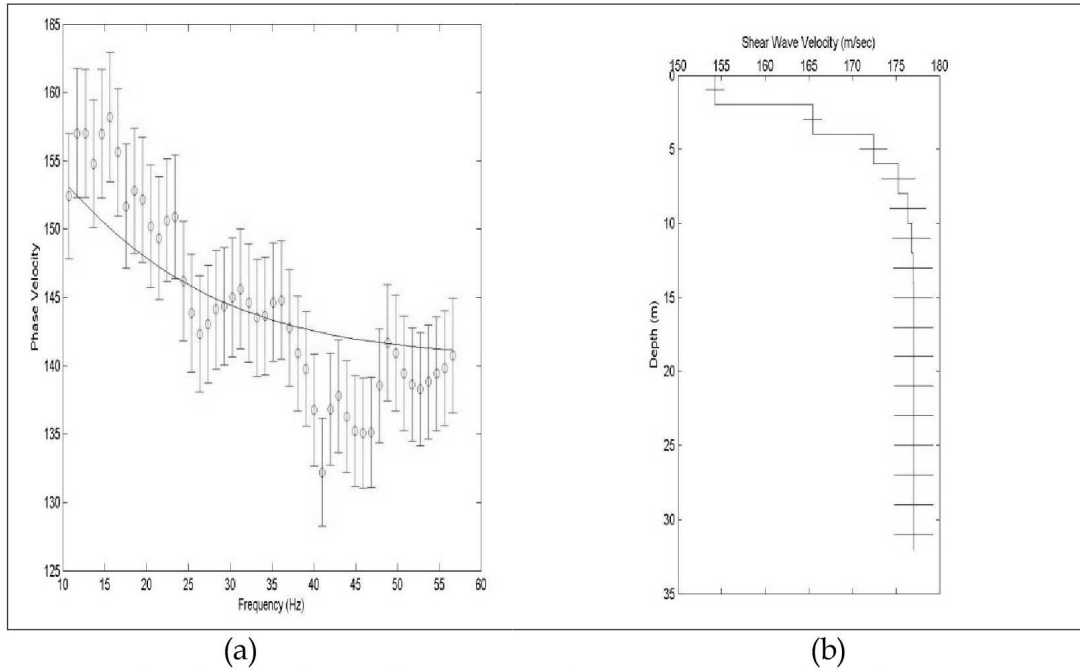 165
160
155
150
145
140
135
130
125
Phase Velocity
10 15 20 25 30 35 40 45 50 55 60
Frequency (Hz)
(a)
Shear Wave Velocity (m/sec)
150 155 160 165 170 175 180
0
5
10
15
20
25
30
35
Depth (m)
(b)